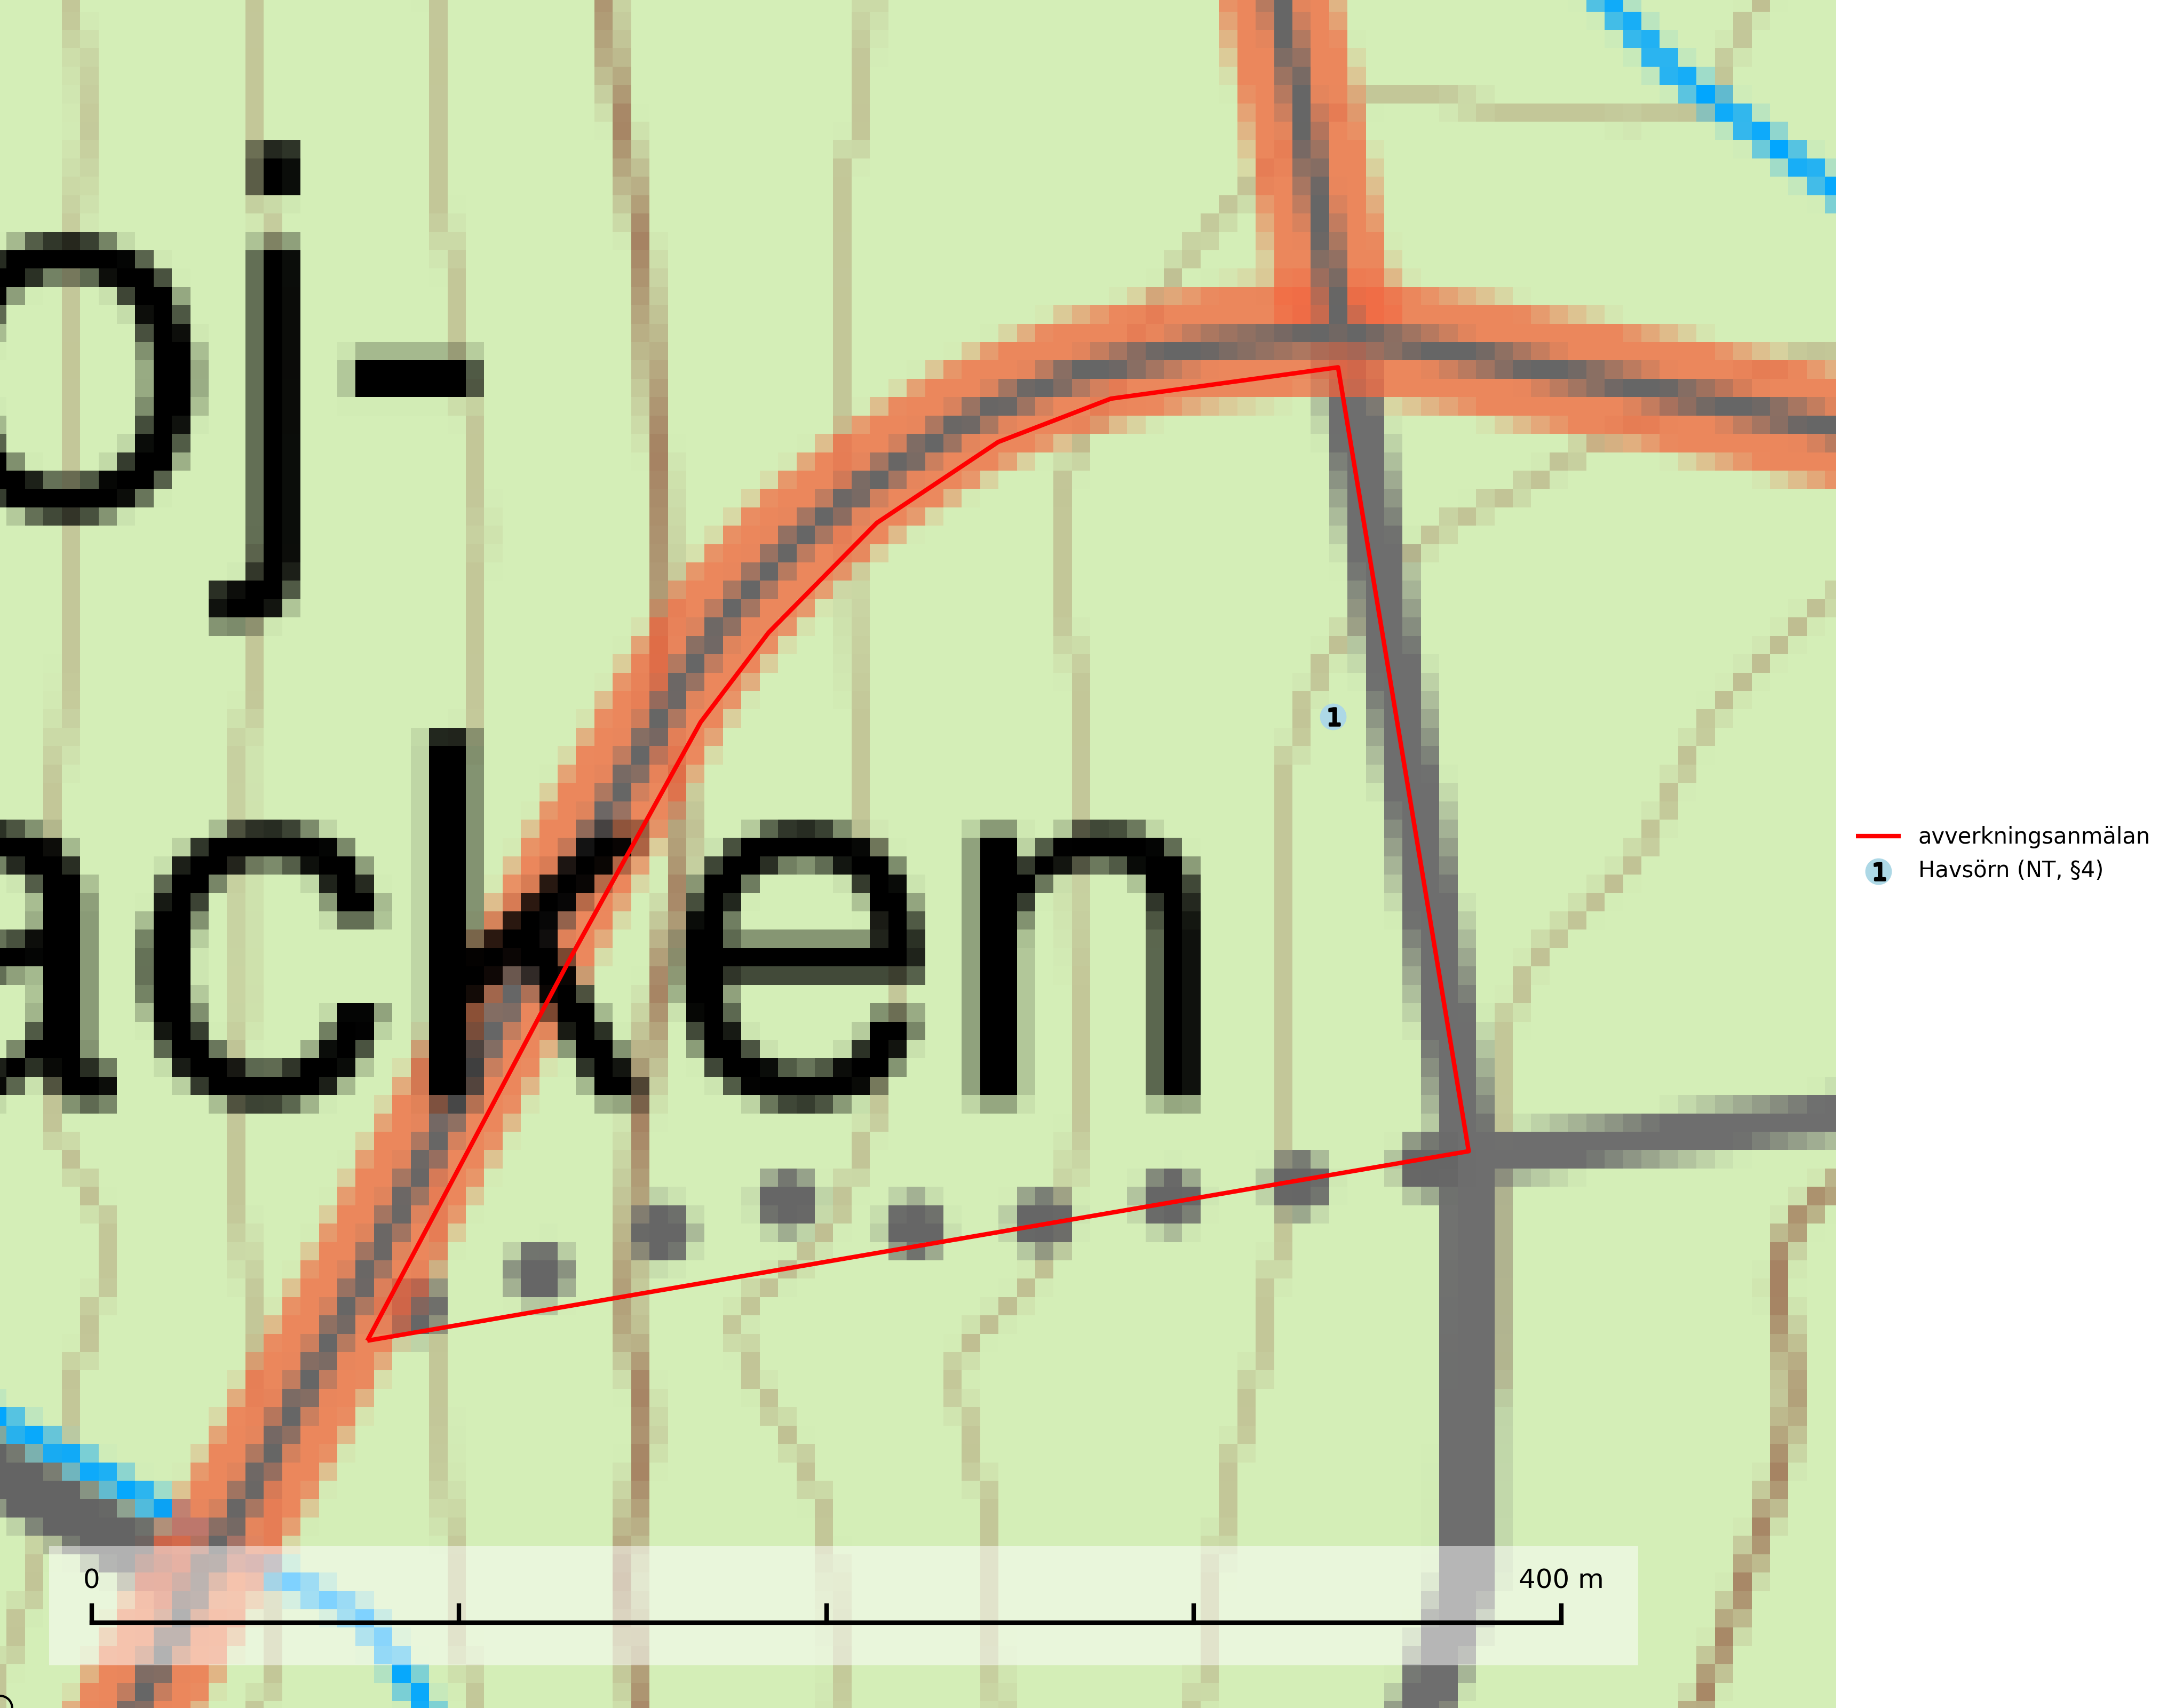 oj-
acken
1
avverkningsanmälan
1 Havsörn (NT, §4)
0 400 m